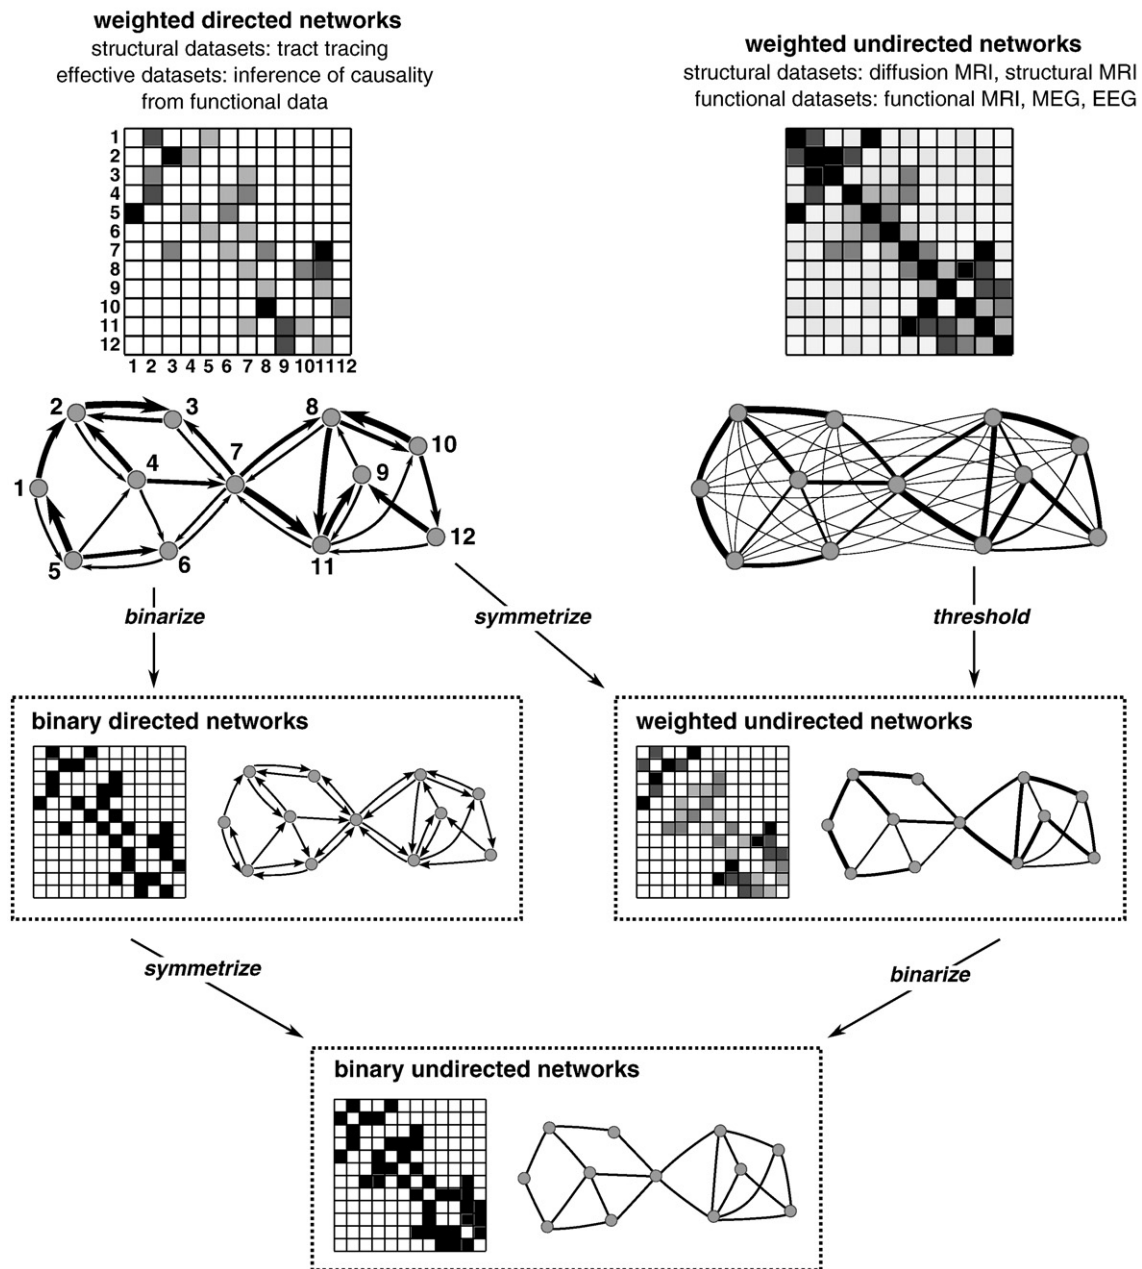 weighted directed networks
structural datasets: tract tracing
effective datasets: inference of causality
from functional data
weighted undirected networks
structural datasets: diffusion MRI, structural MRI
functional datasets: functional MRI, MEG, EEG
1
2
3
4
5
6
7
8
9
10
11
12
1 2 3 4 5 6 7 8 9 10 11 12
2
3
8
10
7
4
9
1
12
5
6
11
binarize
symmetrize
threshold
binary directed networks
weighted undirected networks
symmetrize
binarize
binary undirected networks